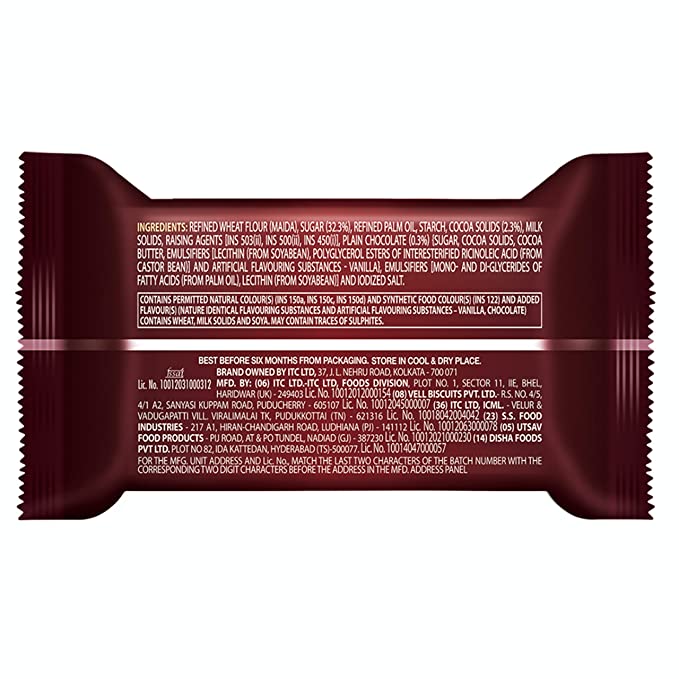 INGREDIENTS: REFINED WHEAT FLOUR (MAIDA), SUGAR (32.3%), REFINED PALM OIL, STARCH, COCOA SOLIDS (2.3%), MILK
SOLIDS, RAISING AGENTS [INS 503(ii), INS 500(ii), INS 450(i)], PLAIN CHOCOLATE (0.3%) {SUGAR, COCOA SOLIDS, COCOA
BUTTER, EMULSIFIERS [LECITHIN (FROM SOYABEAN), POLYGLYCEROL ESTERS OF INTERESTERIFIED RICINOLEIC ACID (FROM
CASTOR BEAN)] AND ARTIFICIAL FLAVOURING SUBSTANCES - VANILLA}, EMULSIFIERS [MONO- AND DI-GLYCERIDES OF
FATTY ACIDS (FROM PALM OIL), LECITHIN (FROM SOYABEAN)] AND IODIZED SALT.
CONTAINS PERMITTED NATURAL COLOUR(S) (INS 150a, INS 150c, INS 150d) AND SYNTHETIC FOOD COLOUR(S) (INS 122) AND ADDED
FLAVOUR(S) (NATURE IDENTICAL FLAVOURING SUBSTANCES AND ARTIFICIAL FLAVOURING SUBSTANCES - VANILLA, CHOCOLATE)
CONTAINS WHEAT, MILK SOLIDS AND SOYA. MAY CONTAIN TRACES OF SULPHITES.
BEST BEFORE SIX MONTHS FROM PACKAGING. STORE IN COOL & DRY PLACE.
fssai BRAND OWNED BY ITC LTD, 37, J. L. NEHRU ROAD, KOLKATA - 700 071
Lic. No. 10012031000312 MFD. BY: (06) ITC LTD.-ITC LTD, FOODS DIVISION, PLOT NO. 1, SECTOR 11, IIE, BHEL,
HARIDWAR (UK) - 249403 Lic. No. 10012012000154 (08) VELL BISCUITS PVT. LTD.- R.S. NO. 4/5,
4/1 A2, SANYASI KUPPAM ROAD, PUDUCHERRY - 605107 Lic. No. 10012045000007 (36) ITC LTD, ICML. - VELUR &
VADUGAPATTI VILL. VIRALIMALAI TK, PUDUKKOTTAI (DT) (TN) - 621316 Lic. No. 10018042004042 (23) S.S. FOOD
INDUSTRIES - 217 A1, HIRAN-CHANDIGARH ROAD, LUDHIANA (PJ) - 141112 Lic. No. 10012063000078 (05) UTSAV
FOOD PRODUCTS - PU ROAD, AT & PO TUNDEL, NADIAD (GJ) - 387230 Lic. No. 10012021000230 (14) DISHA FOODS
PVT LTD. PLOT NO 82, IDA KATTEDAN, HYDERABAD (TS)-500077. Lic. No. 10014047000057
FOR THE MFG. UNIT ADDRESS AND Lic. No., MATCH THE LAST TWO CHARACTERS OF THE BATCH NUMBER WITH THE
CORRESPONDING TWO DIGIT CHARACTERS BEFORE THE ADDRESS IN THE MFD. ADDRESS PANEL